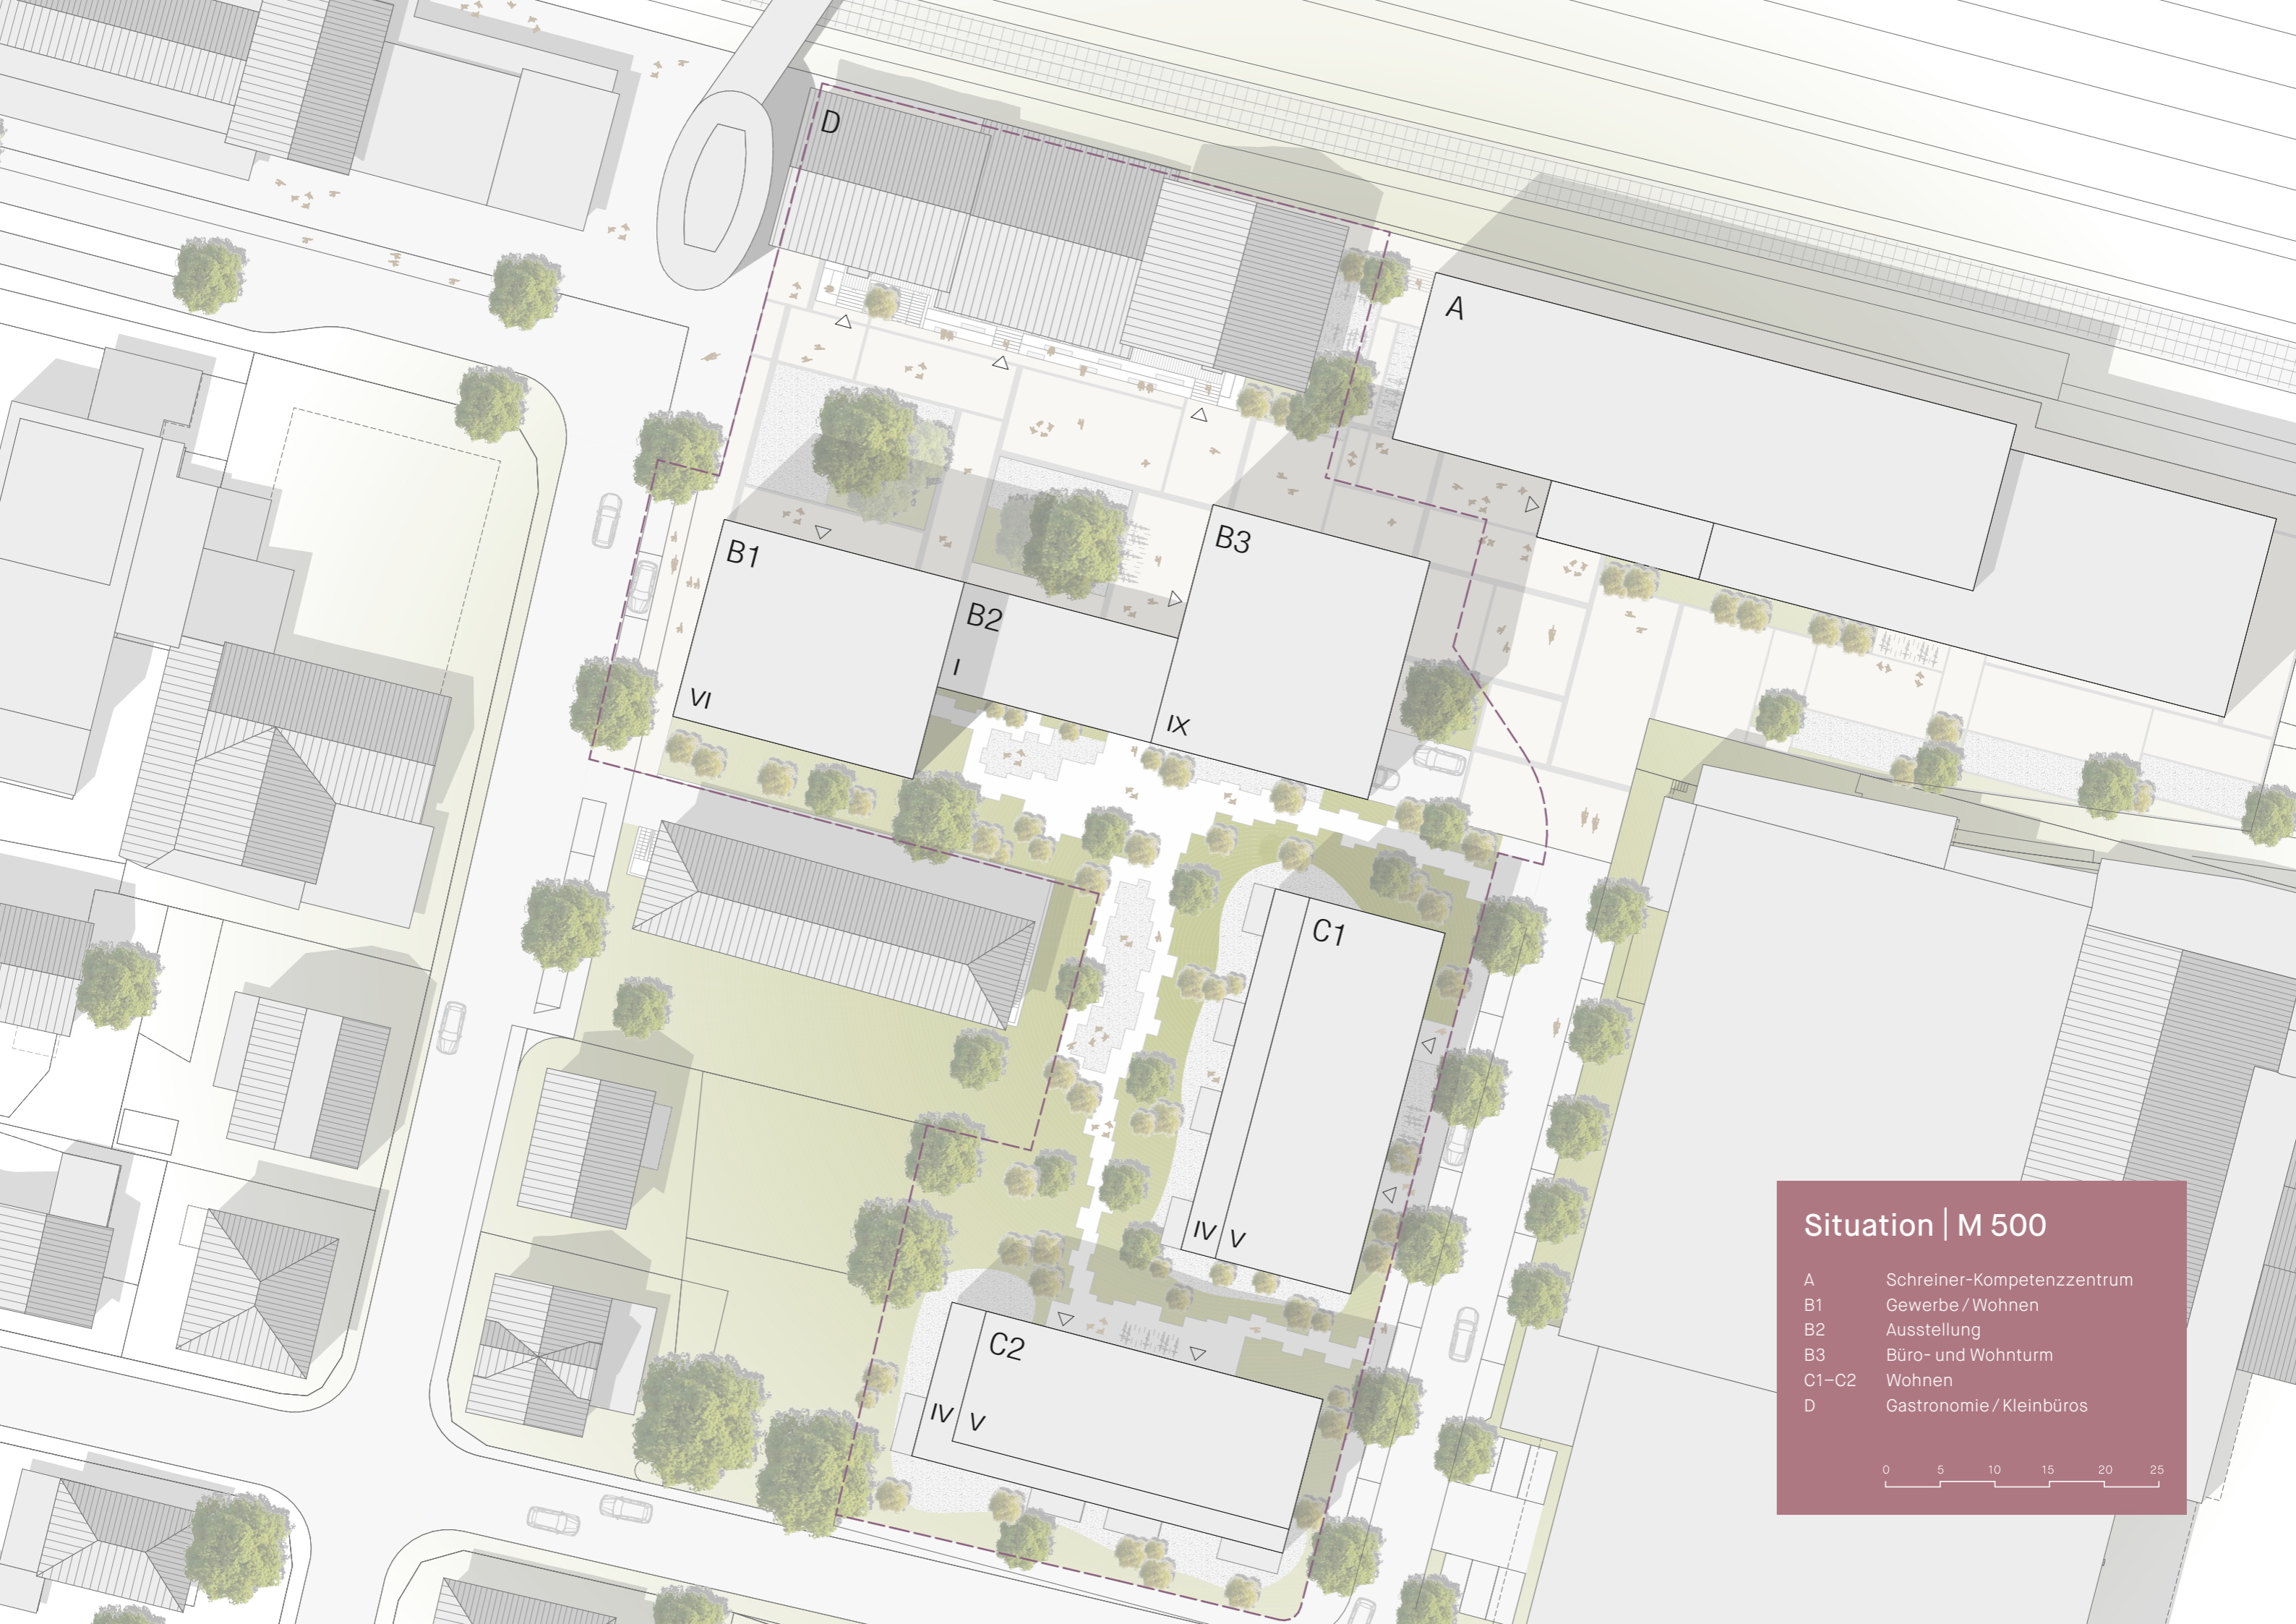 D
A
B1
B2
B3
I
VI
IX
C1
IV V
C2
IV V
Situation | M 500
A Schreiner-Kompetenzzentrum
B1 Gewerbe / Wohnen
B2 Ausstellung
B3 Büro- und Wohnturm
C1–C2 Wohnen
D Gastronomie / Kleinbüros
0 5 10 15 20 25